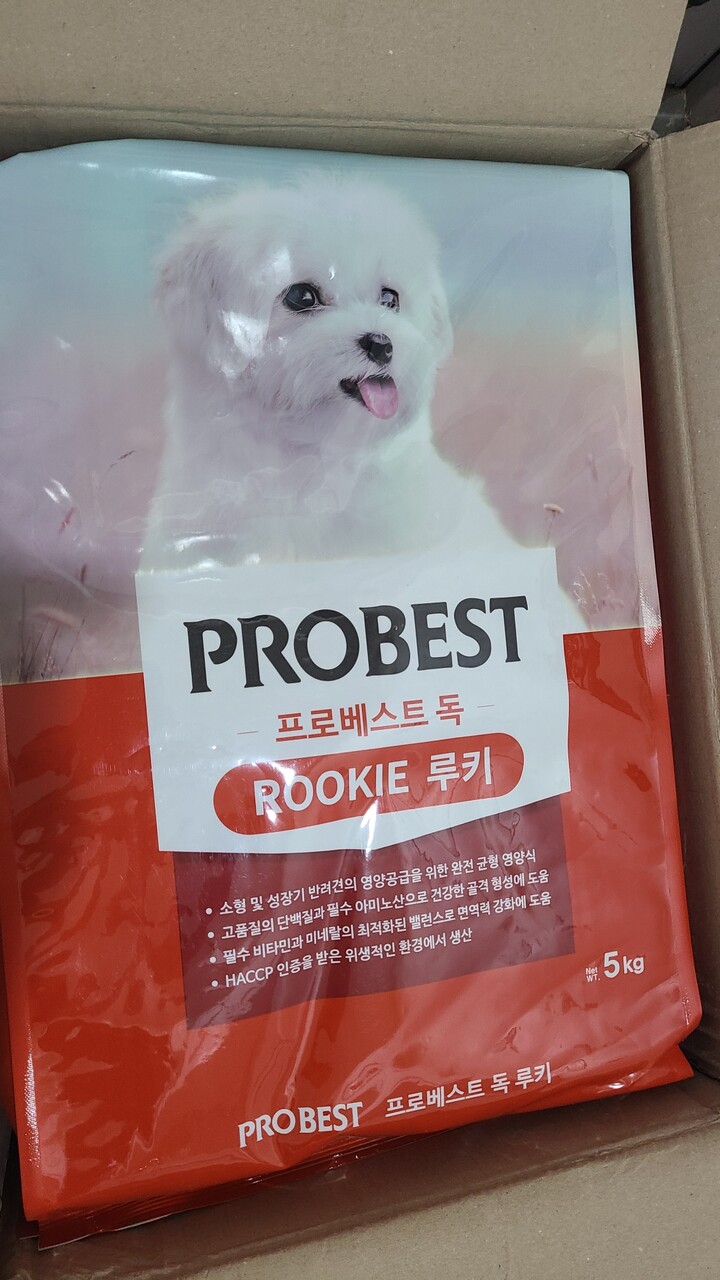 PROBEST
프로베스트 독
ROOKIE 루키
• 소형 및 성장기 반려견의 영양공급을 위한 완전 균형 영양식
• 고품질의 단백질과 필수 아미노산으로 건강한 골격 형성에 도움
• 필수 비타민과 미네랄의 최적화된 밸런스로 면역력 강화에 도움
• HACCP 인증을 받은 위생적인 환경에서 생산
Net WT. 5kg
PROBEST 프로베스트 독 루키